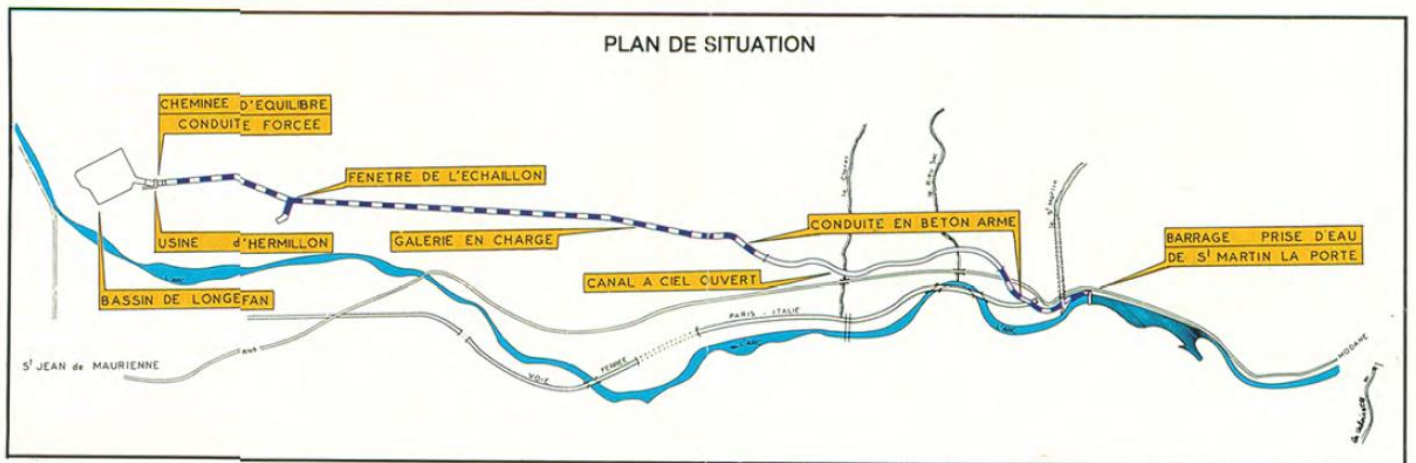 PLAN DE SITUATION
CHEMINEE D'EQUILIBRE
CONDUITE FORCEE
FENETRE DE L'ECHAILLON
USINE d'HERMILLON
GALERIE EN CHARGE
CONDUITE EN BETON ARME
BARRAGE PRISE D'EAU
DE St MARTIN LA PORTE
CANAL A CIEL OUVERT
BASSIN DE LONGEFAN
L'ARC
PARIS - ITALIE
L'ARC
L'ARC
RN6
VOIE
FERREE
St JEAN de MAURIENNE
MODANE